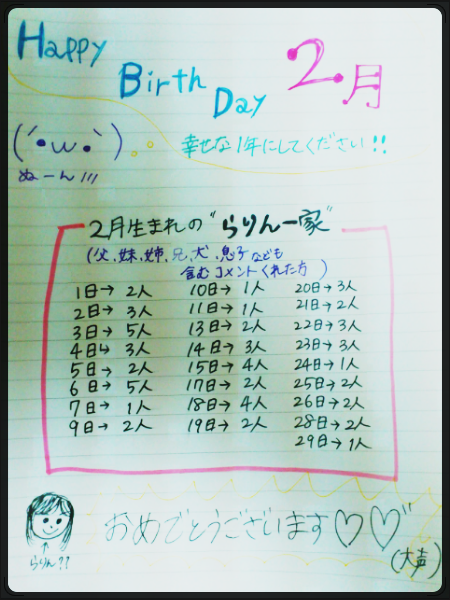 Happy
Birth
Day
2月
(´•ω•`)
ぬーん!!!
幸せな1年にしてください!!
2月生まれの"らりん一家"
(父、妹、姉、兄、犬、息子なども
含むコメントくれた方)
1日→ 2人
2日→ 3人
3日→ 5人
4日↳ 3人
5日→ 2人
6日→ 5人
7日→ 1人
9日→ 2人
10日→ 1人
11日→ 1人
13日→ 2人
14日→ 3人
15日→ 4人
17日→ 2人
18日→ 4人
19日→ 2人
20日→3人
21日→2人
22日→3人
23日→3人
24日→1人
25日→2人
26日→2人
28日→2人
29日→1人
おめでとうございます♡♡"
(大声)
↑
らりん??